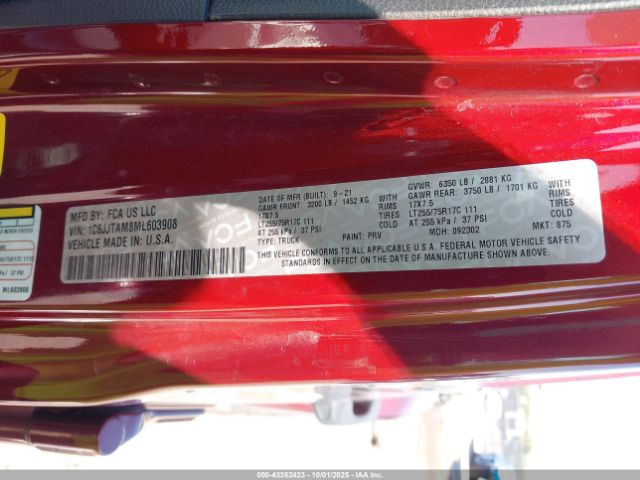 MFD BY: FCA US LLC
VIN: 1C6JJTAM8ML603908
VEHICLE MADE IN U.S.A.
DATE OF MFR (BUILT): 9-21
GAWR FRONT: 3200 LB / 1452 KG WITH
17X7.5 RIMS
LT255/75R17C 111 TIRES
AT 255 kPa / 37 PSI COLD
TYPE: TRUCK PAINT: PRV
GVWR: 6350 LB / 2881 KG
GAWR REAR: 3750 LB / 1701 KG WITH
17X7.5 RIMS
LT255/75R17C 111 TIRES
AT 255 kPa / 37 PSI COLD
MDH: 092302 MKT: 875
THIS VEHICLE CONFORMS TO ALL APPLICABLE U.S.A. FEDERAL MOTOR VEHICLE
SAFETY STANDARDS IN EFFECT ON THE DATE OF MANUFACTURE SHOWN ABOVE.
ML603908
000-43352423 - 10/01/2025 - COPYRIGHT IAA, LLC.